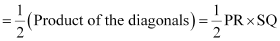 = 1/2 (Product of the diagonals) = 1/2 PR × SQ